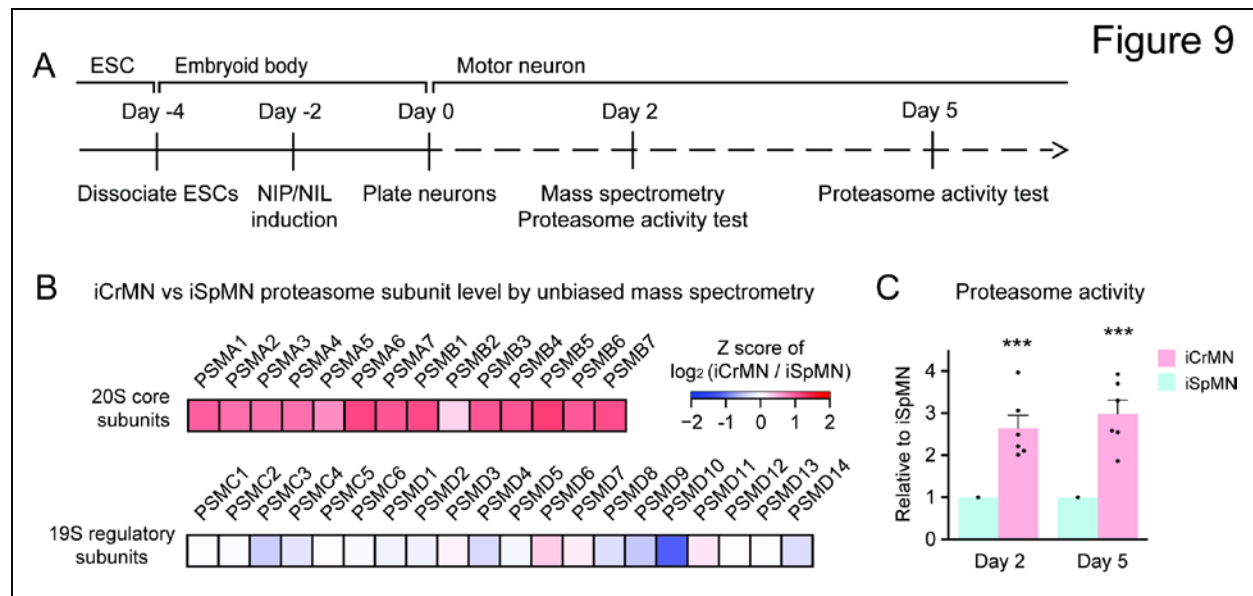 Figure 9
A
ESC Embryoid body Motor neuron
Day -4 Day -2 Day 0 Day 2 Day 5
Dissociate ESCs NIP/NIL Plate neurons Mass spectrometry Proteasome activity test
induction Proteasome activity test
B iCrMN vs iSpMN proteasome subunit level by unbiased mass spectrometry
PSMA1 PSMA2 PSMA3 PSMA4 PSMA5 PSMA6 PSMA7 PSMB1 PSMB2 PSMB3 PSMB4 PSMB5 PSMB6 PSMB7
20S core
subunits
Z score of
log₂ (iCrMN / iSpMN)
−2 -1 0 1 2
PSMC1 PSMC2 PSMC3 PSMC4 PSMC5 PSMC6 PSMD1 PSMD2 PSMD3 PSMD4 PSMD5 PSMD6 PSMD7 PSMD8 PSMD9 PSMD10 PSMD11 PSMD12 PSMD13 PSMD14
19S regulatory
subunits
C Proteasome activity
*** ***
iCrMN
iSpMN
Relative to iSpMN
4
3
2
1
0
Day 2 Day 5